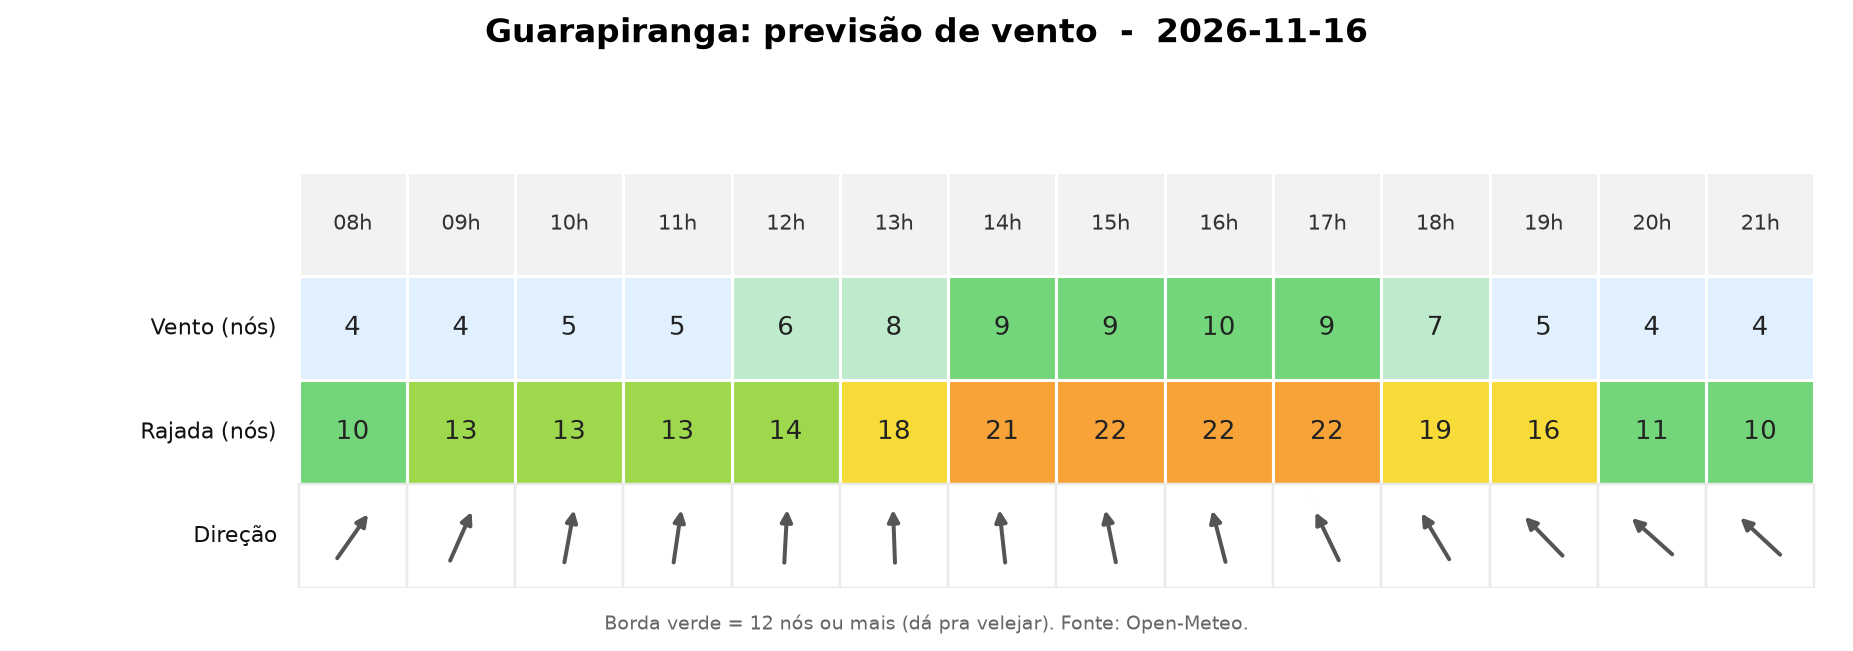 Guarapiranga: previsão de vento  -  2026-11-16
08h 09h 10h 11h 12h 13h 14h 15h 16h 17h 18h 19h 20h 21h
Vento (nós) 4 4 5 5 6 8 9 9 10 9 7 5 4 4
Rajada (nós) 10 13 13 13 14 18 21 22 22 22 19 16 11 10
Direção
Borda verde = 12 nós ou mais (dá pra velejar). Fonte: Open-Meteo.